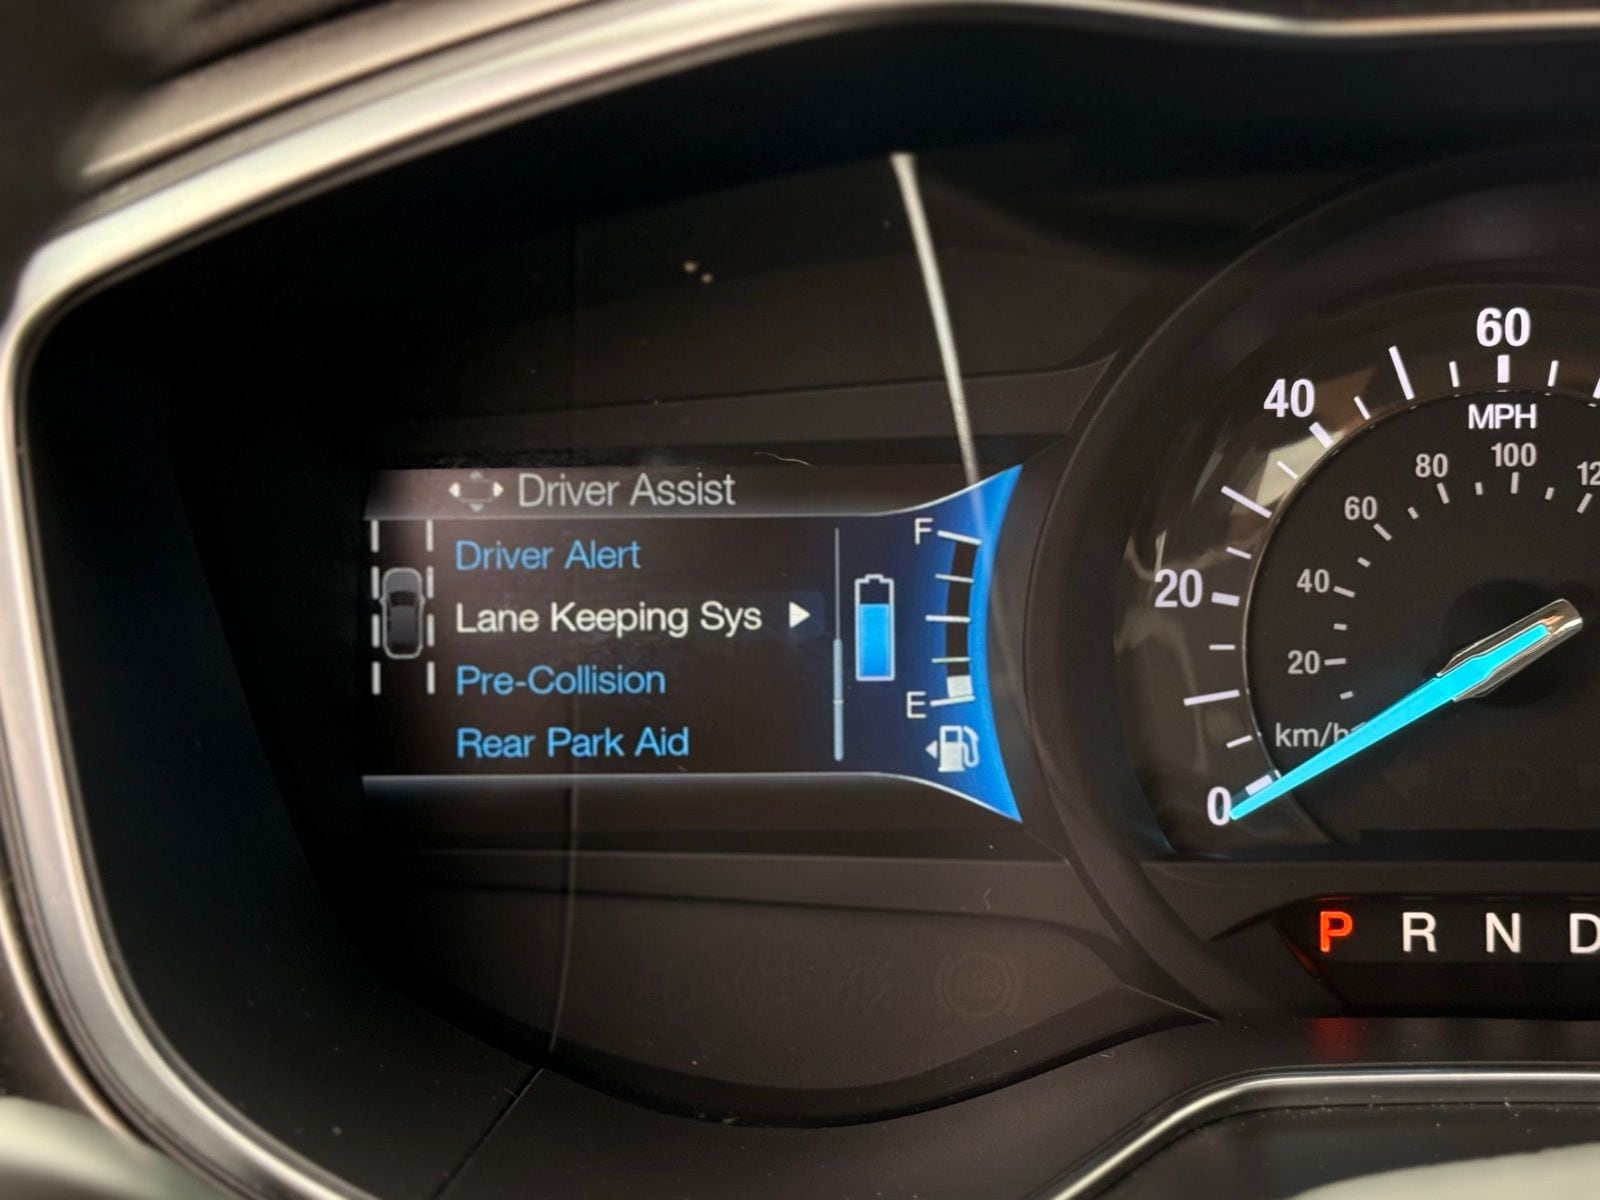 Driver Assist
Driver Alert
Lane Keeping Sys
Pre-Collision
Rear Park Aid
F
E
0
20
40
60
MPH
20
40
60
80
100
km/h
P R N D